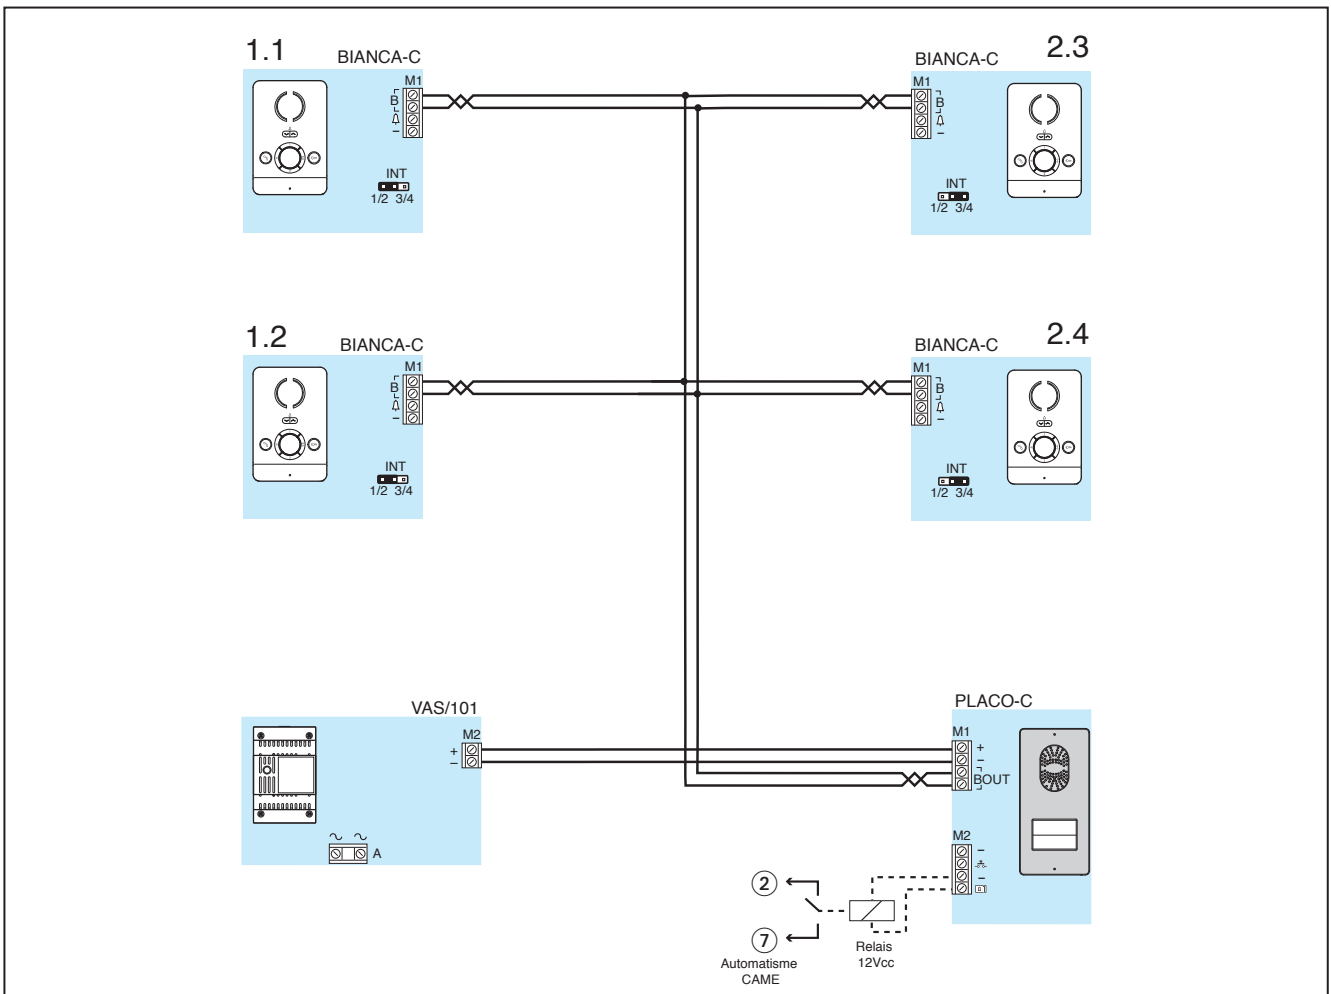 1.1
BIANCA-C
M1
B
–
INT
1/2 3/4
2.3
BIANCA-C
M1
B
–
INT
1/2 3/4
1.2
BIANCA-C
M1
B
–
INT
1/2 3/4
2.4
BIANCA-C
M1
B
–
INT
1/2 3/4
VAS/101
M2
+
–
A
PLACO-C
M1
+
–
BOUT
M2
–
–
2
7
Automatisme
CAME
Relais
12Vcc